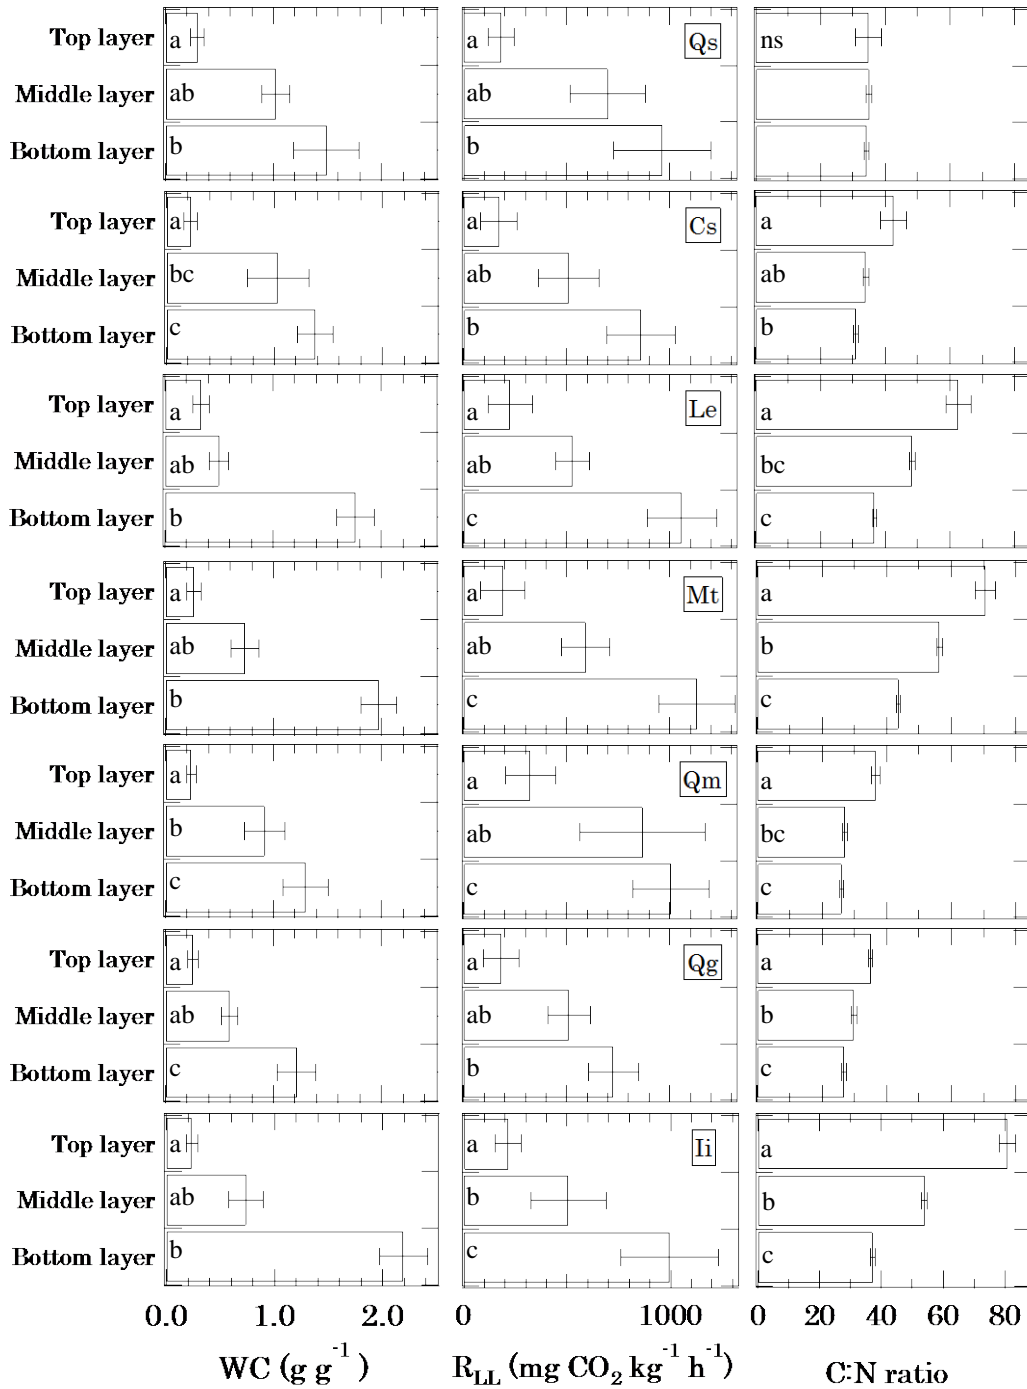 Top layer a a Qs ns
Middle layer ab ab
Bottom layer b b
Top layer a a Cs a
Middle layer bc ab ab
Bottom layer c b b
Top layer a a Le a
Middle layer ab ab bc
Bottom layer b c c
Top layer a a Mt a
Middle layer ab ab b
Bottom layer b c c
Top layer a a Qm a
Middle layer b ab bc
Bottom layer c c c
Top layer a a Qg a
Middle layer ab ab b
Bottom layer c b c
Top layer a a Ii a
Middle layer ab b b
Bottom layer b c c
0.0 1.0 2.0 0 1000 0 20 40 60 80
WC (g g⁻¹) R_LL (mg CO₂ kg⁻¹ h⁻¹) C:N ratio